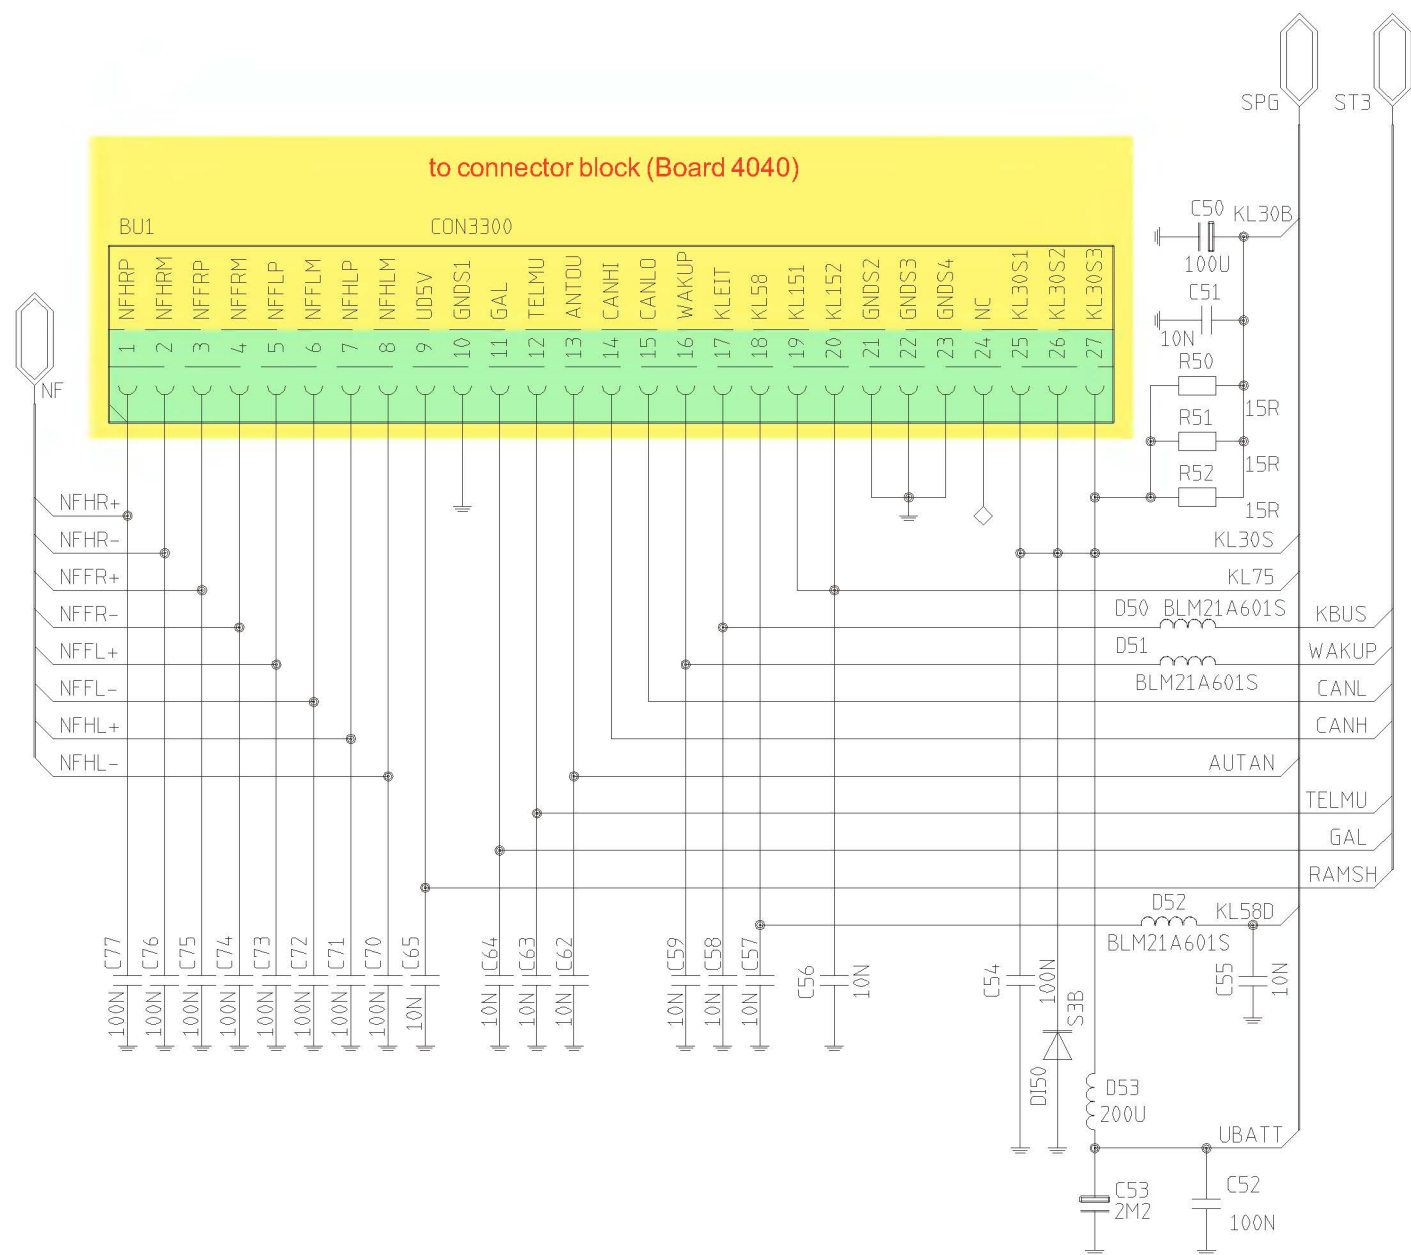 SPG
ST3
to connector block (Board 4040)
BU1
CON3300
C50
KL30B
100U
C51
10N
R50
15R
R51
15R
R52
15R
NFHRP
NFHRM
NFFRP
NFFRM
NFFLP
NFFLM
NFHLP
NFHLM
UD5V
GNDS1
GAL
TELMU
ANTOU
CANHI
CANLO
WAKUP
KLEIT
KL58
KL151
KL152
GNDS2
GNDS3
GNDS4
NC
KL30S1
KL30S2
KL30S3
1 2 3 4 5 6 7 8 9 10 11 12 13 14 15 16 17 18 19 20 21 22 23 24 25 26 27
NF
NFHR+
NFHR-
NFFR+
NFFR-
NFFL+
NFFL-
NFHL+
NFHL-
KL30S
KL75
D50 BLM21A601S
KBUS
D51
BLM21A601S
WAKUP
CANL
CANH
AUTAN
TELMU
GAL
RAMSH
D52
BLM21A601S
KL58D
C77
100N
C76
100N
C75
100N
C74
100N
C73
100N
C72
100N
C71
100N
C70
100N
C65
10N
C64
10N
C63
10N
C62
10N
C59
10N
C58
10N
C57
10N
C56
10N
C54
100N
S3B
DI50
C55
10N
D53
200U
UBATT
C53
2M2
C52
100N